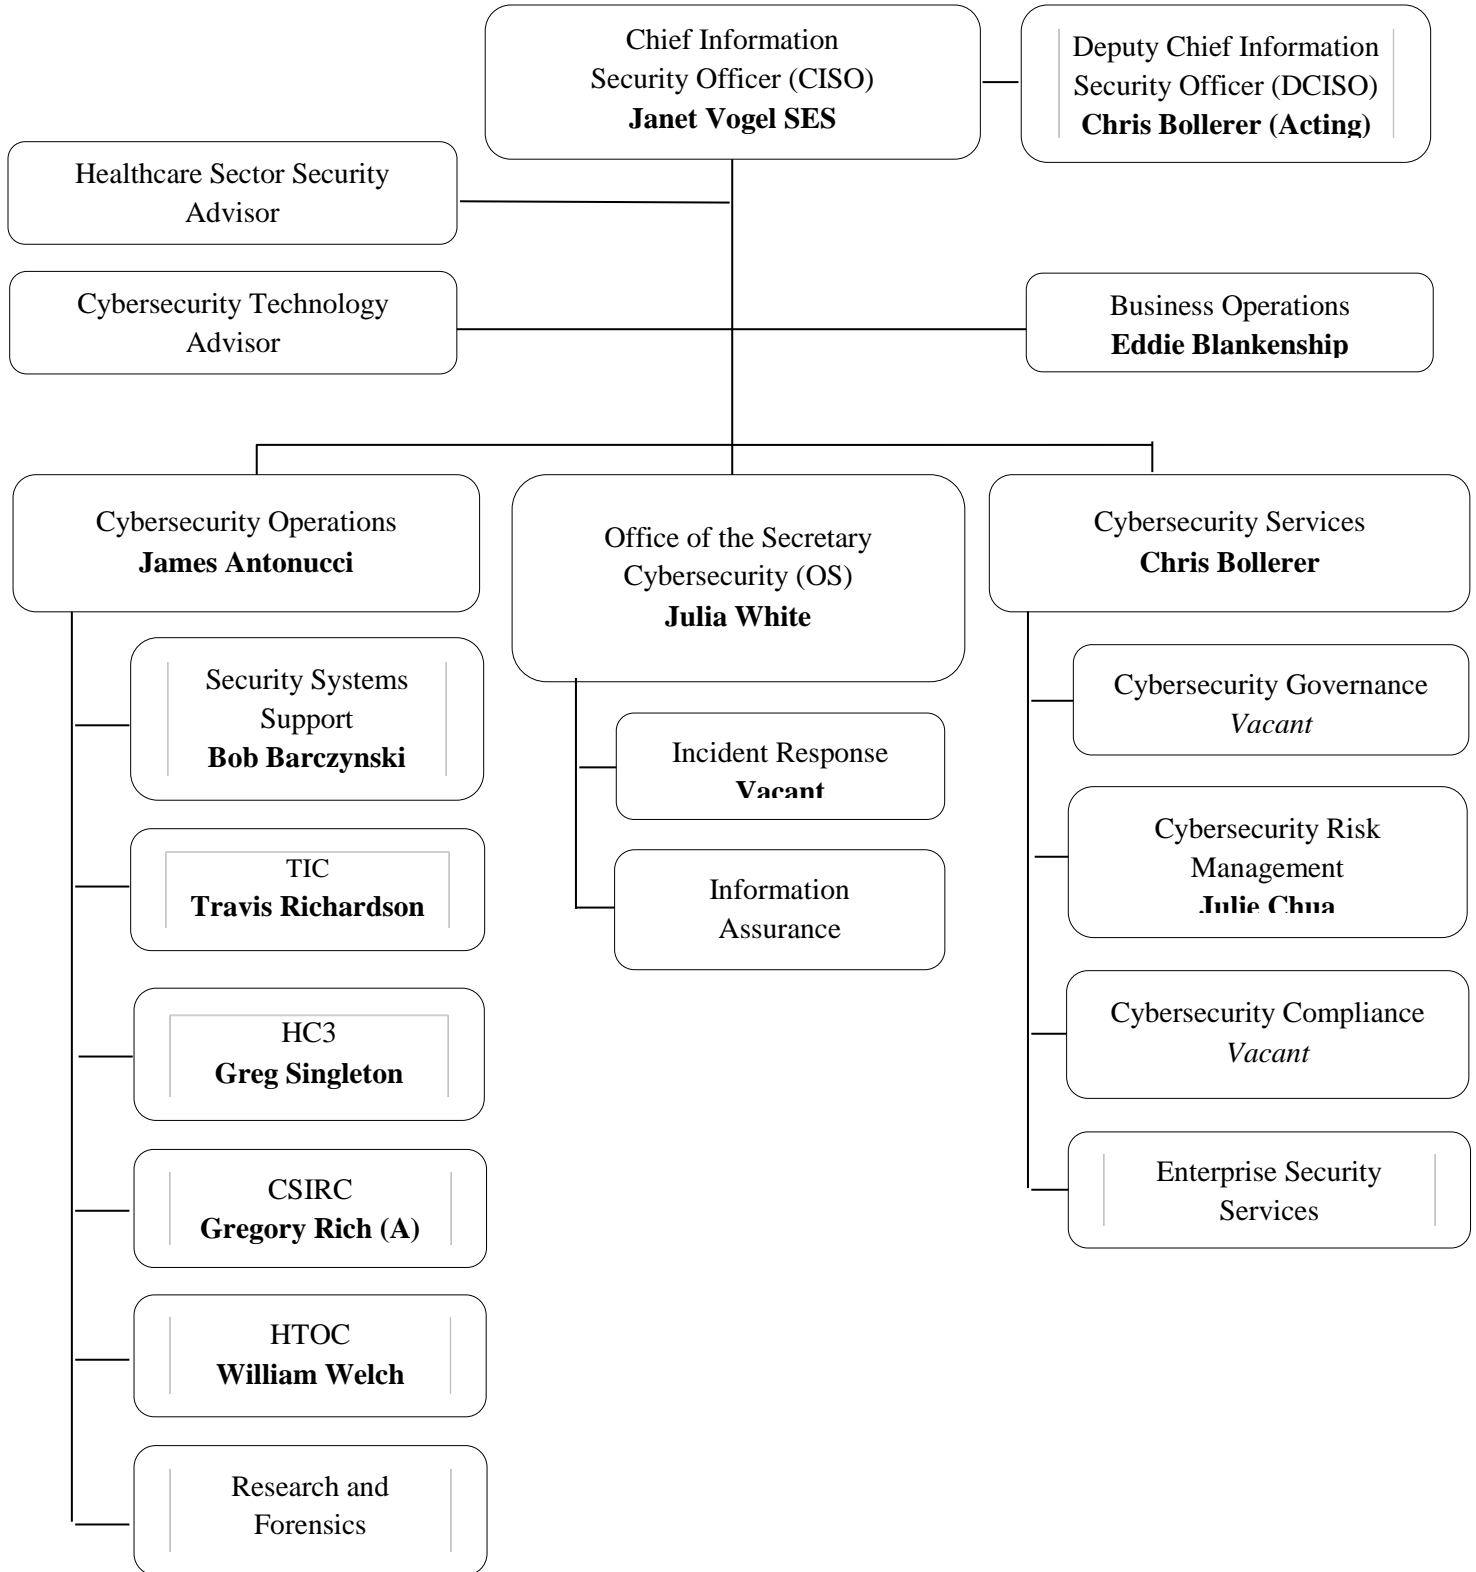 Chief Information
Security Officer (CISO)
Janet Vogel SES
Deputy Chief Information
Security Officer (DCISO)
Chris Bollerer (Acting)
Healthcare Sector Security
Advisor
Cybersecurity Technology
Advisor
Business Operations
Eddie Blankenship
Cybersecurity Operations
James Antonucci
Security Systems
Support
Bob Barczynski
TIC
Travis Richardson
HC3
Greg Singleton
CSIRC
Gregory Rich (A)
HTOC
William Welch
Research and
Forensics
Office of the Secretary
Cybersecurity (OS)
Julia White
Incident Response
Vacant
Information
Assurance
Cybersecurity Services
Chris Bollerer
Cybersecurity Governance
Vacant
Cybersecurity Risk
Management
Julie Chua
Cybersecurity Compliance
Vacant
Enterprise Security
Services